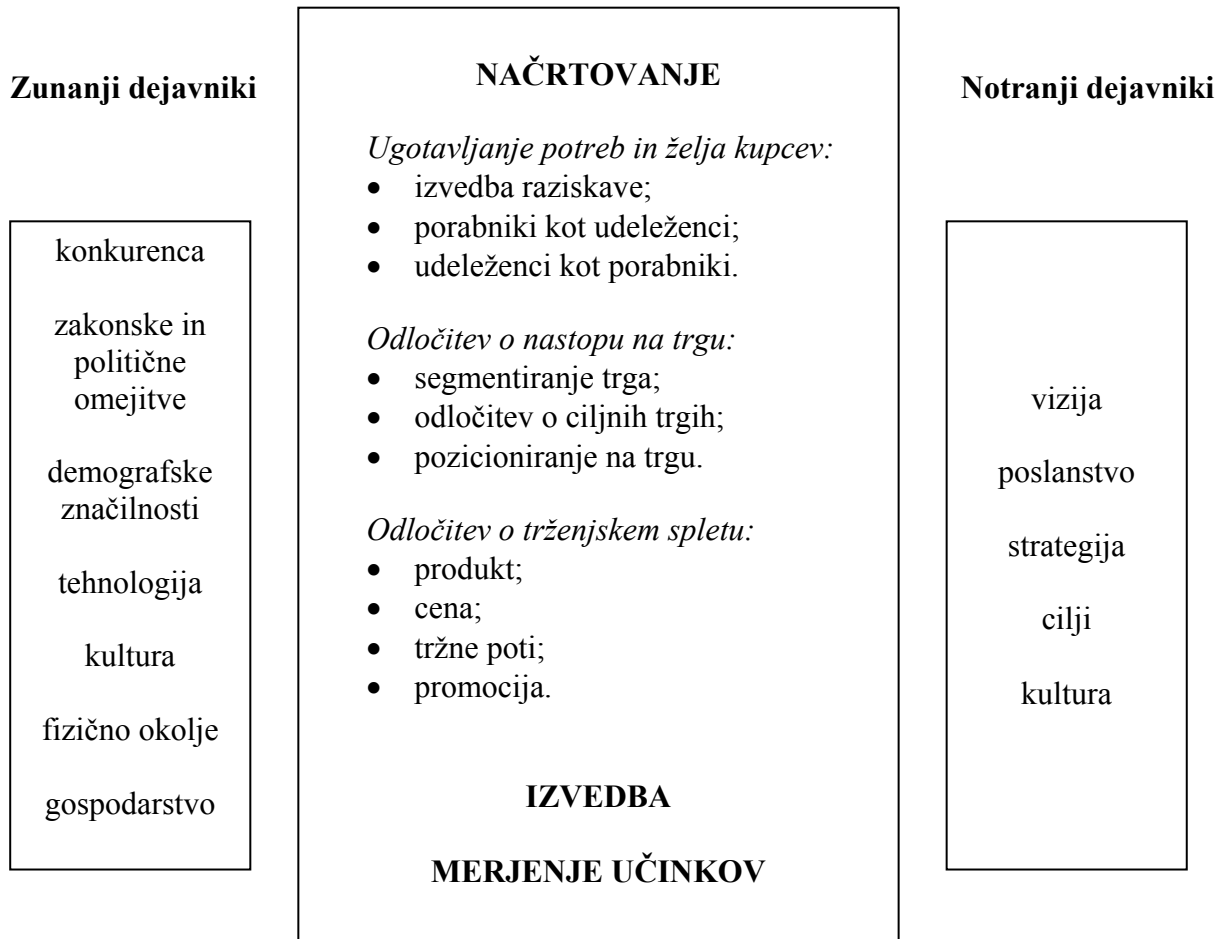 Zunanji dejavniki
konkurenca
zakonske in
politične
omejitve
demografske
značilnosti
tehnologija
kultura
fizično okolje
gospodarstvo
NAČRTOVANJE
Ugotavljanje potreb in želja kupcev:
• izvedba raziskave;
• porabniki kot udeleženci;
• udeleženci kot porabniki.
Odločitev o nastopu na trgu:
• segmentiranje trga;
• odločitev o ciljnih trgih;
• pozicioniranje na trgu.
Odločitev o trženjskem spletu:
• produkt;
• cena;
• tržne poti;
• promocija.
IZVEDBA
MERJENJE UČINKOV
Notranji dejavniki
vizija
poslanstvo
strategija
cilji
kultura